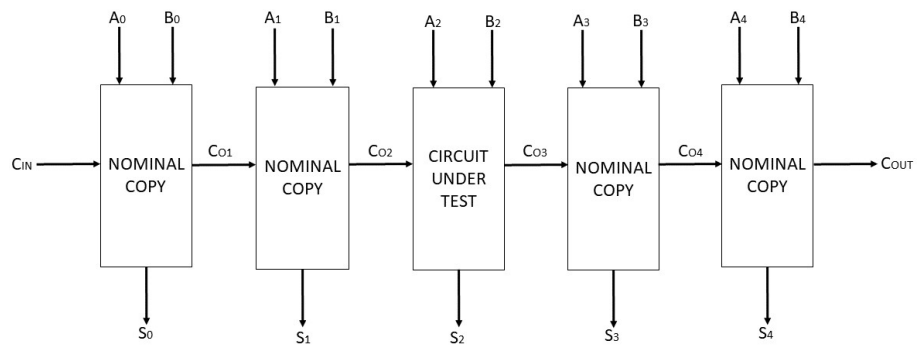 A0 B0 A1 B1 A2 B2 A3 B3 A4 B4
CIN
NOMINAL
COPY
CO1
NOMINAL
COPY
CO2
CIRCUIT
UNDER
TEST
CO3
NOMINAL
COPY
CO4
NOMINAL
COPY
COUT
S0 S1 S2 S3 S4